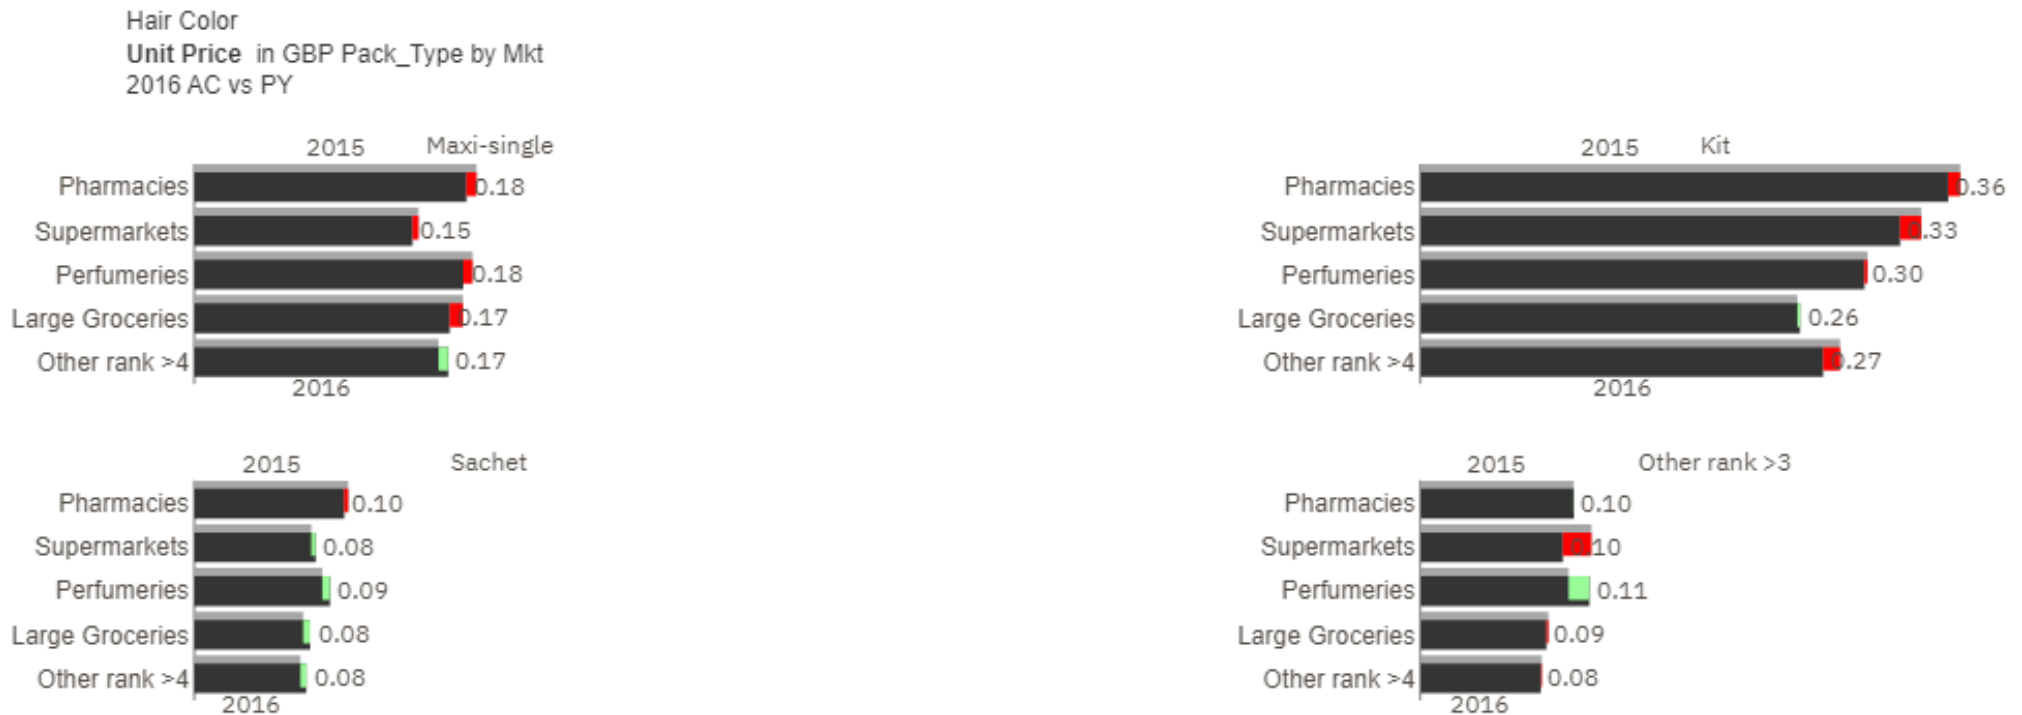 Hair Color
Unit Price in GBP Pack_Type by Mkt
2016 AC vs PY
2015 Maxi-single
Pharmacies 0.18
Supermarkets 0.15
Perfumeries 0.18
Large Groceries 0.17
Other rank >4 0.17
2016
2015 Kit
Pharmacies 0.36
Supermarkets 0.33
Perfumeries 0.30
Large Groceries 0.26
Other rank >4 0.27
2016
2015 Sachet
Pharmacies 0.10
Supermarkets 0.08
Perfumeries 0.09
Large Groceries 0.08
Other rank >4 0.08
2016
2015 Other rank >3
Pharmacies 0.10
Supermarkets 0.10
Perfumeries 0.11
Large Groceries 0.09
Other rank >4 0.08
2016